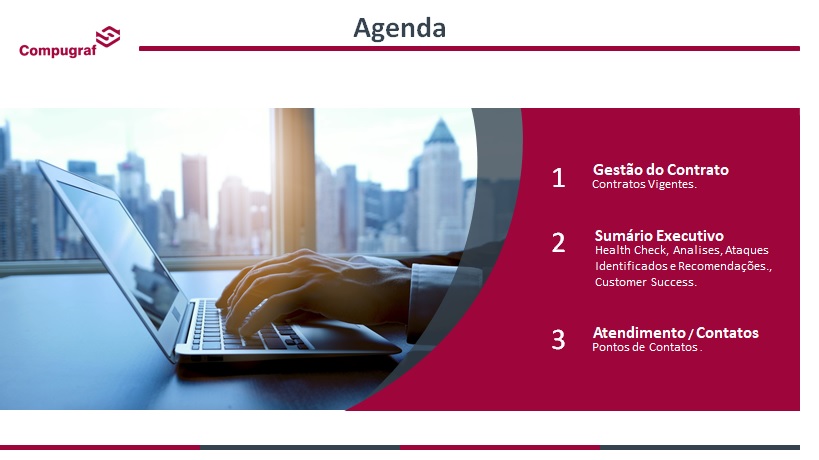 Agenda
Compugraf
1
Gestão do Contrato
Contratos Vigentes.
2
Sumário Executivo
Health Check, Analises, Ataques
Identificados e Recomendações.,
Customer Success.
3
Atendimento / Contatos
Pontos de Contatos .